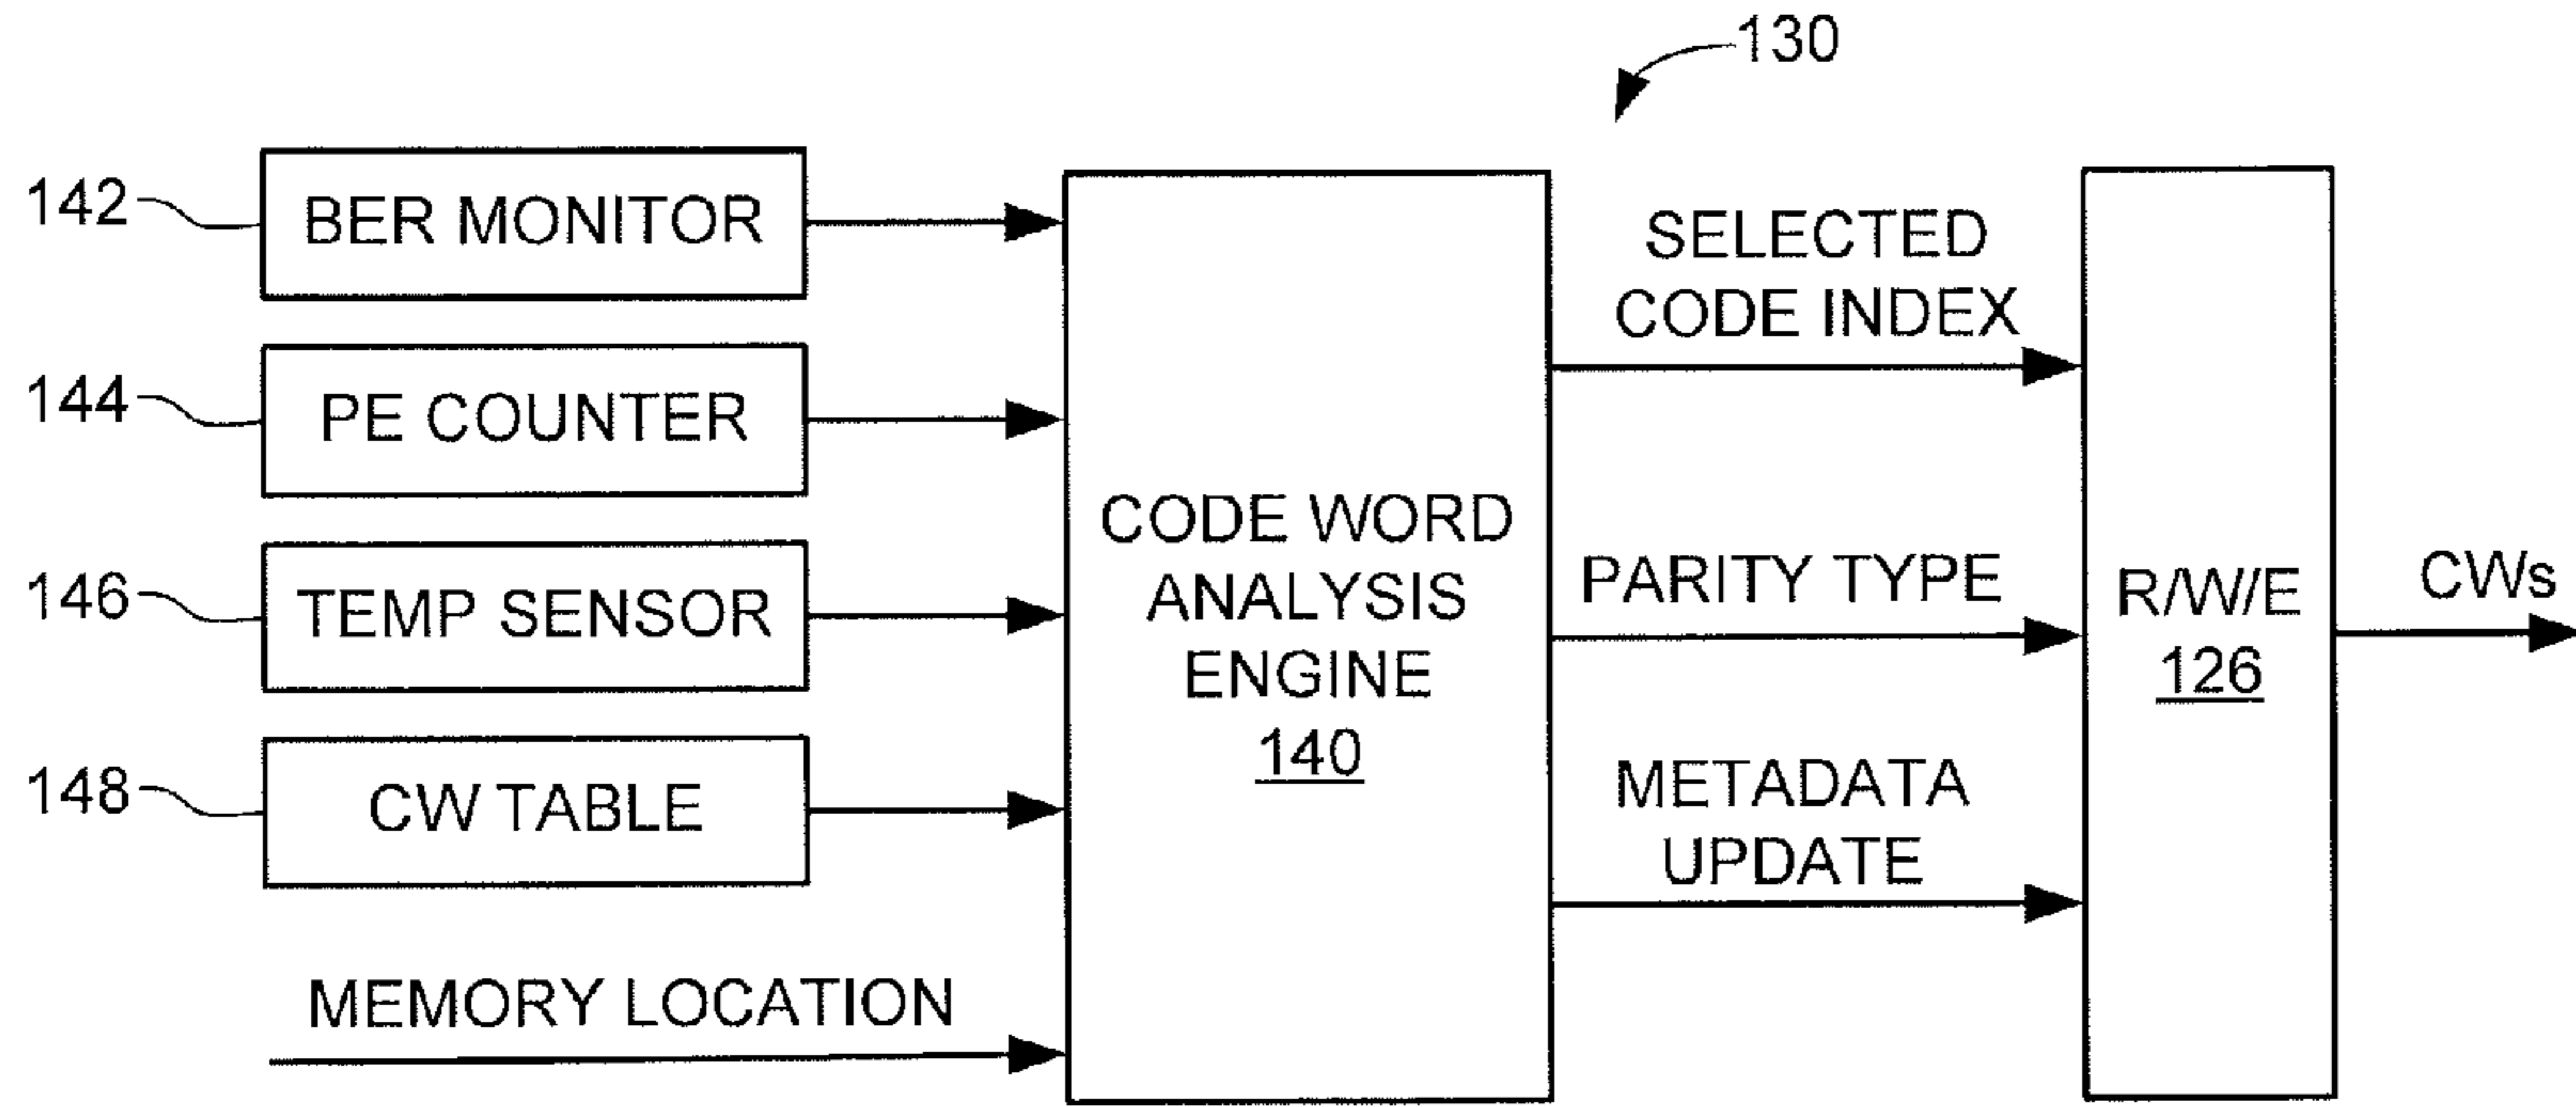 130
142
BER MONITOR
144
PE COUNTER
146
TEMP SENSOR
148
CW TABLE
MEMORY LOCATION
CODE WORD
ANALYSIS
ENGINE
140
SELECTED
CODE INDEX
PARITY TYPE
METADATA
UPDATE
R/W/E
126
CWs